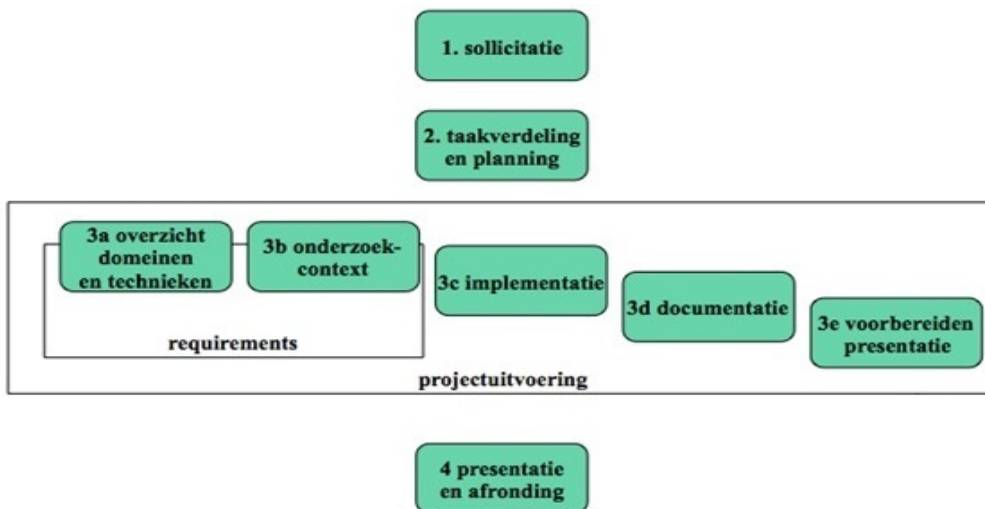 1. sollicitatie
2. taakverdeling
en planning
3a overzicht
domeinen
en technieken
3b onderzoek-
context
3c implementatie
3d documentatie
3e voorbereiden
presentatie
requirements
projectuitvoering
4 presentatie
en afronding